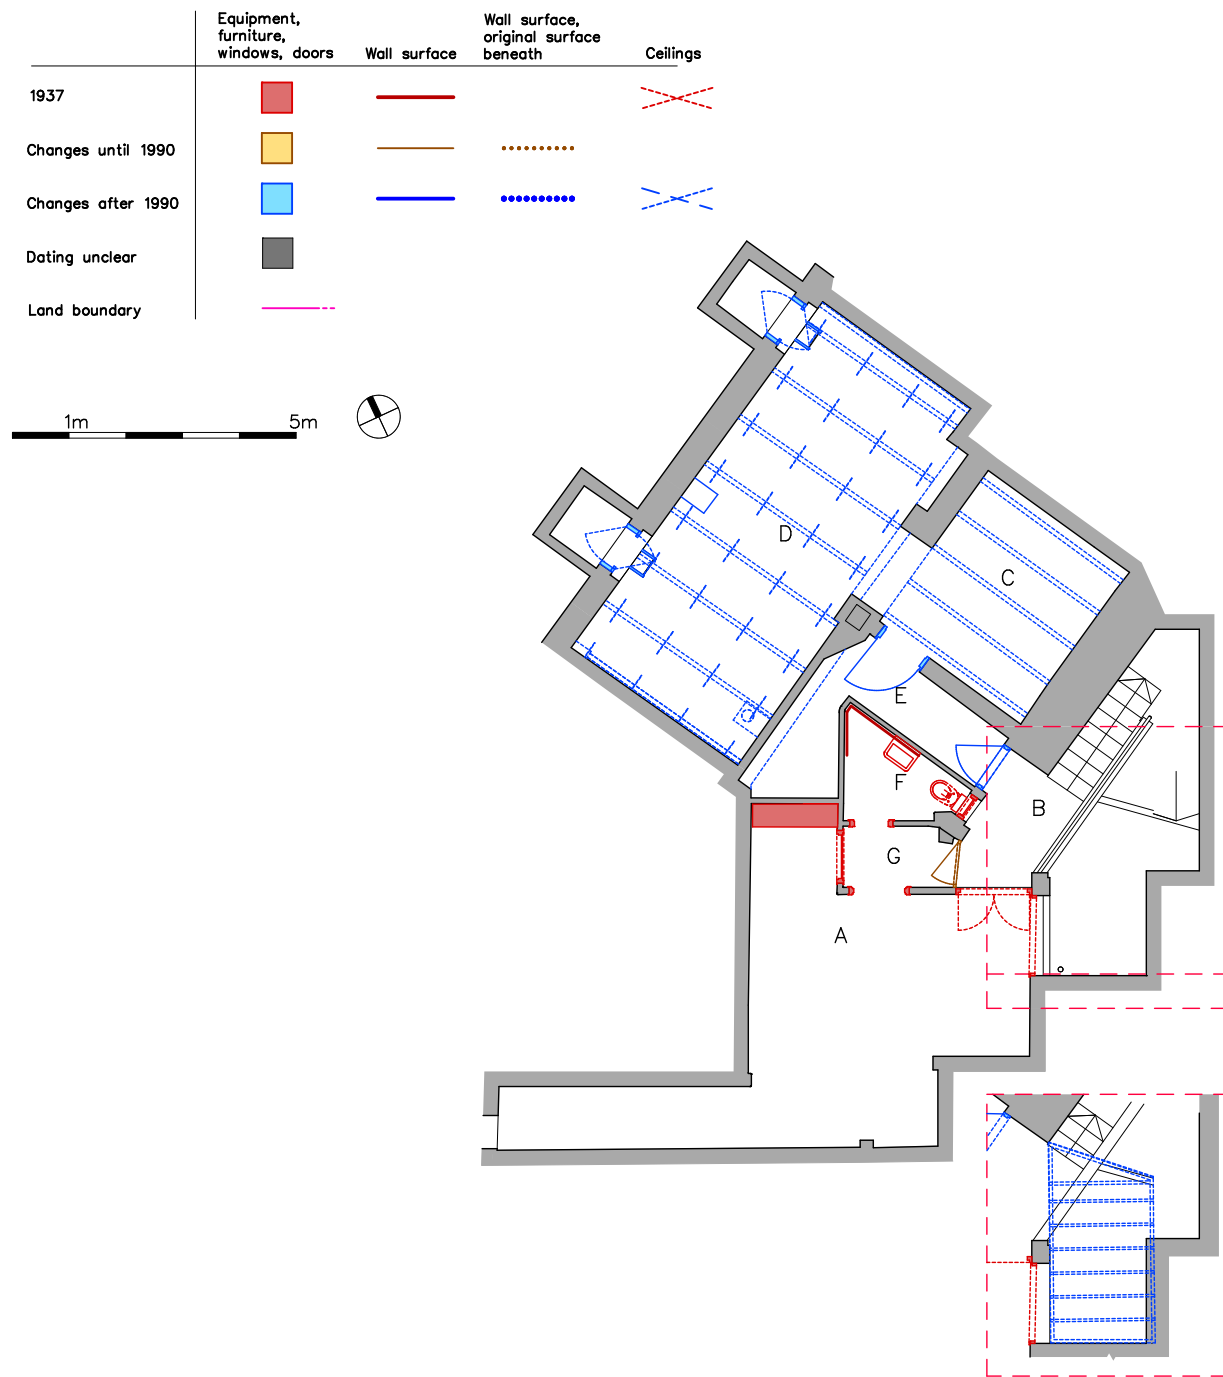 Equipment,
furniture,
windows, doors
Wall surface
Wall surface,
original surface
beneath
Ceilings
1937
Changes until 1990
Changes after 1990
Dating unclear
Land boundary
1m
5m
D
C
E
F
B
G
A